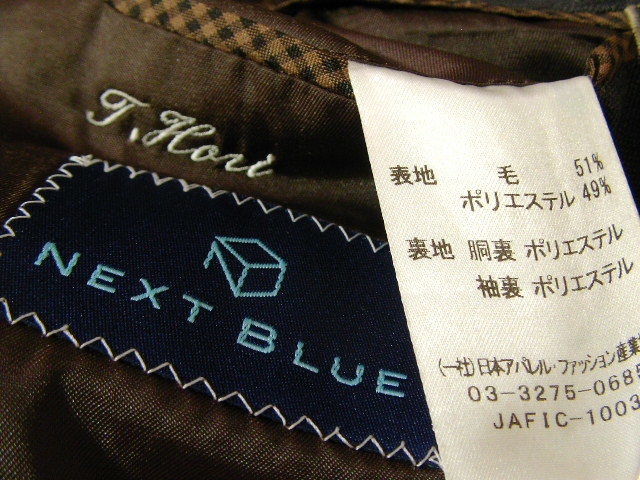 T.Hori
NEXT BLUE
表地 毛 51%
ポリエステル 49%
裏地 胴裏 ポリエステル
袖裏 ポリエステル
(一社)日本アパレル・ファッション産業
03-3275-0685
JAFIC-1003